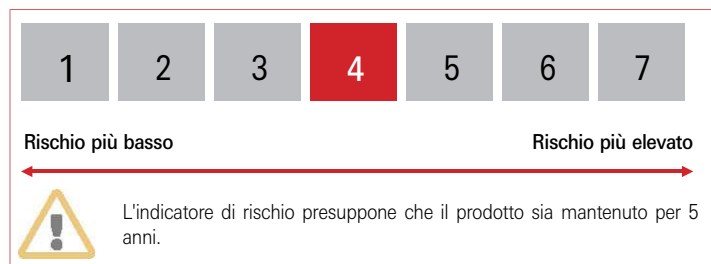 1 2 3 4 5 6 7
Rischio più basso Rischio più elevato
L'indicatore di rischio presuppone che il prodotto sia mantenuto per 5
anni.